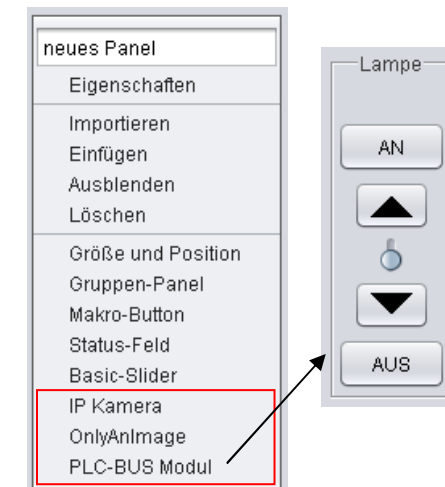 neues Panel
Eigenschaften
Importieren
Einfügen
Ausblenden
Löschen
Größe und Position
Gruppen-Panel
Makro-Button
Status-Feld
Basic-Slider
IP Kamera
OnlyAnImage
PLC-BUS Modul
Lampe
AN
AUS